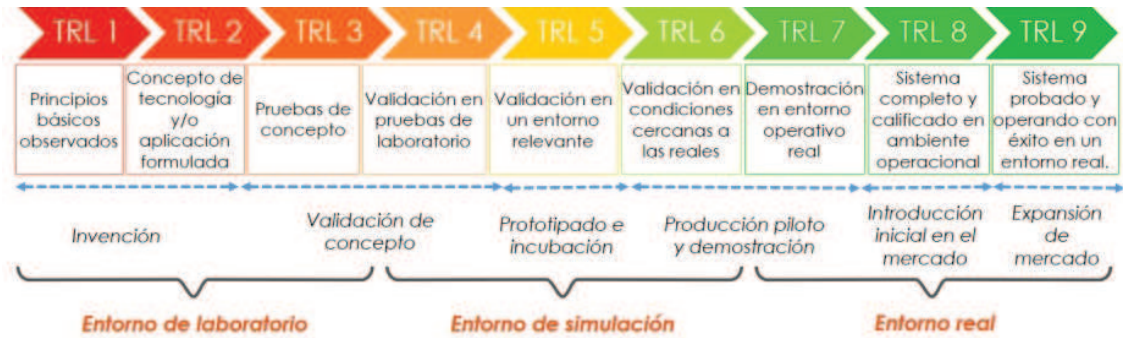 TRL 1
TRL 2
TRL 3
TRL 4
TRL 5
TRL 6
TRL 7
TRL 8
TRL 9
Principios
básicos
observados
Concepto de
tecnología
y/o
aplicación
formulada
Pruebas de
concepto
Validación en
pruebas de
laboratorio
Validación en
un entorno
relevante
Validación en
condiciones
cercanas a
las reales
Demostración
en entorno
operativo
real
Sistema
completo y
calificado en
ambiente
operacional
Sistema
probado y
operando con
éxito en un
entorno real.
Invención
Validación de
concepto
Prototipado e
incubación
Producción piloto
y demostración
Introducción
inicial en el
mercado
Expansión
de
mercado
Entorno de laboratorio
Entorno de simulación
Entorno real